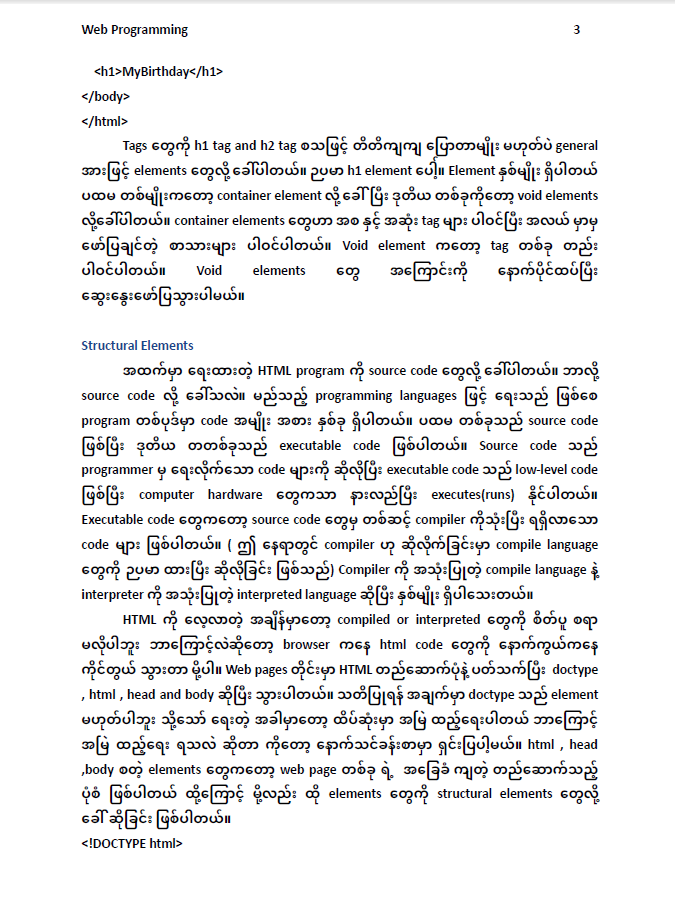 Web Programming 3
<h1>MyBirthday</h1>
</body>
</html>
Tags တွေကို h1 tag and h2 tag စသဖြင့် တိတိကျကျ ပြောတာမျိုး မဟုတ်ပဲ general
အားဖြင့် elements တွေလို့ခေါ်ပါတယ်။ ဉပမာ h1 element ပေါ့။ Element နှစ်မျိုး ရှိပါတယ်
ပထမ တစ်မျိုးကတော့ container element လို့ခေါ်ပြီး ဒုတိယ တစ်ခုကိုတော့ void elements
လို့ခေါ်ပါတယ်။ container elements တွေဟာ အစ နှင့် အဆုံး tag များ ပါဝင်ပြီး အလယ် မှာမှ
ဖော်ပြချင်တဲ့ စာသားများ ပါဝင်ပါတယ်။ Void element ကတော့ tag တစ်ခု တည်း
ပါဝင်ပါတယ်။ Void elements တွေ အကြောင်းကို နောက်ပိုင်ထပ်ပြီး
ဆွေးနွေးဖော်ပြသွားပါမယ်။
Structural Elements
အထက်မှာ ရေးထားတဲ့ HTML program ကို source code တွေလို့ခေါ်ပါတယ်။ ဘာလို့
source code လို့ ခေါ်သလဲ။ မည်သည့် programming languages ဖြင့် ရေးသည် ဖြစ်စေ
program တစ်ပုဒ်မှာ code အမျိုး အစား နှစ်ခု ရှိပါတယ်။ ပထမ တစ်ခုသည် source code
ဖြစ်ပြီး ဒုတိယ တတစ်ခုသည် executable code ဖြစ်ပါတယ်။ Source code သည်
programmer မှ ရေးလိုက်သော code များကို ဆိုလိုပြီး executable code သည် low-level code
ဖြစ်ပြီး computer hardware တွေကသာ နားလည်ပြီး executes(runs) နိုင်ပါတယ်။
Executable code တွေကတော့ source code တွေမှ တစ်ဆင့် compiler ကိုသုံးပြီး ရရှိလာသော
code များ ဖြစ်ပါတယ်။ ( ဤ နေရာတွင် compiler ဟု ဆိုလိုက်ခြင်းမှာ compile language
တွေကို ဉပမာ ထားပြီး ဆိုလိုခြင်း ဖြစ်သည်) Compiler ကို အသုံးပြုတဲ့ compile language နဲ့
interpreter ကို အသုံးပြုတဲ့ interpreted language ဆိုပြီး နှစ်မျိုး ရှိပါသေးတယ်။
HTML ကို လေ့လာတဲ့ အချိန်မှာတော့ compiled or interpreted တွေကို စိတ်ပူ စရာ
မလိုပါဘူး ဘာကြောင့်လဲဆိုတော့ browser ကနေ html code တွေကို နောက်ကွယ်ကနေ
ကိုင်တွယ် သွားတာ မို့ပါ။ Web pages တိုင်းမှာ HTML တည်ဆောက်ပုံနဲ့ ပတ်သက်ပြီး doctype
, html , head and body ဆိုပြီး သွားပါတယ်။ သတိပြုရန် အချက်မှာ doctype သည် element
မဟုတ်ပါဘူး သို့သော် ရေးတဲ့ အခါမှာတော့ ထိပ်ဆုံးမှာ အမြဲ ထည့်ရေးပါတယ် ဘာကြောင့်
အမြဲ ထည့်ရေး ရသလဲ ဆိုတာ ကိုတော့ နောက်သင်ခန်းစာမှာ ရှင်းပြပါ့မယ်။ html , head
,body စတဲ့ elements တွေကတော့ web page တစ်ခု ရဲ့ အခြေခံ ကျတဲ့ တည်ဆောက်သည့်
ပုံစံ ဖြစ်ပါတယ် ထို့ကြောင့် မို့လည်း ထို elements တွေကို structural elements တွေလို့
ခေါ်ဆိုခြင်း ဖြစ်ပါတယ်။
<!DOCTYPE html>